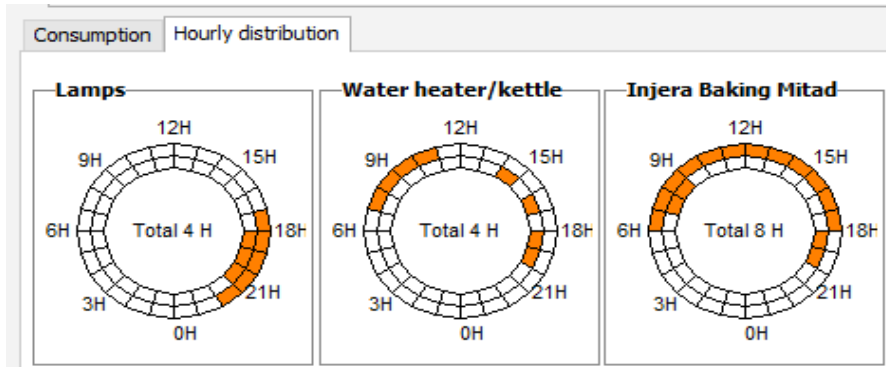 Consumption Hourly distribution
Lamps
12H
9H 15H
6H Total 4 H 18H
3H 21H
0H
Water heater/kettle
12H
9H 15H
6H Total 4 H 18H
3H 21H
0H
Injera Baking Mitad
12H
9H 15H
6H Total 8 H 18H
3H 21H
0H